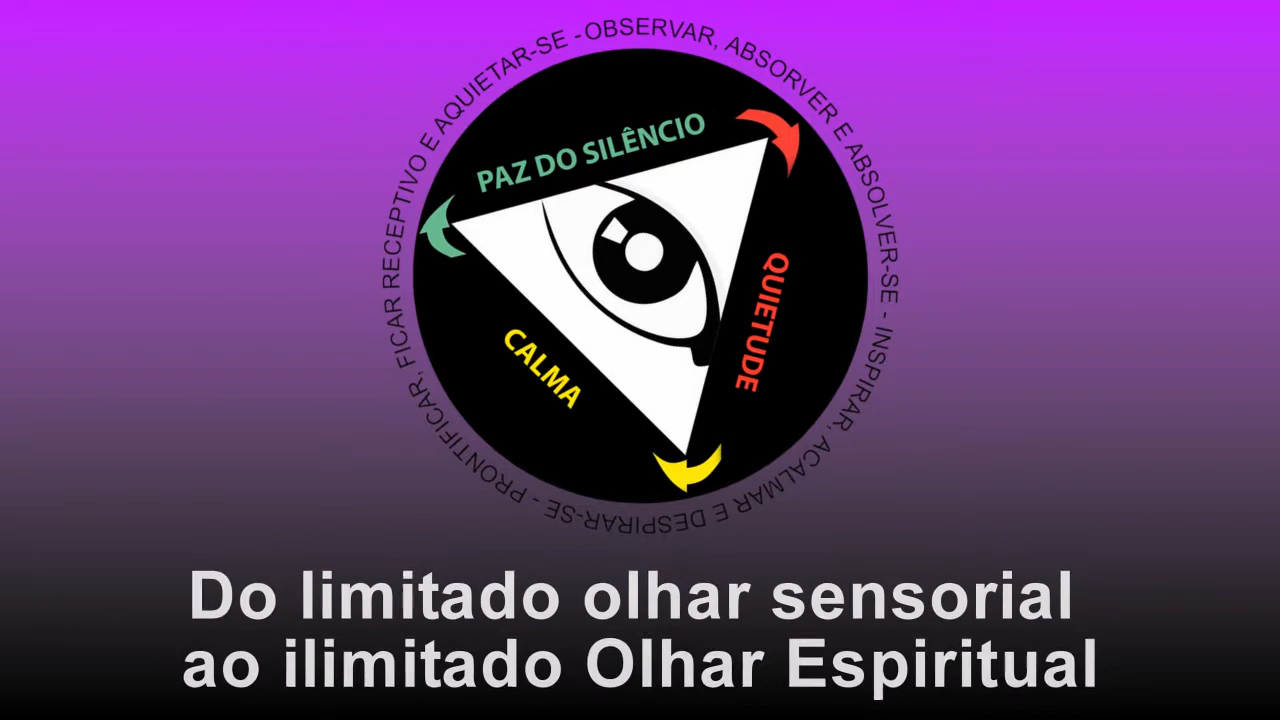 OBSERVAR, ABSORVER E ABSOLVER-SE - INSPIRAR, ACALMAR E DESPIRAR-SE - PRONTIFICAR, FICAR RECEPTIVO E AQUIETAR-SE -
PAZ DO SILÊNCIO
QUIETUDE
CALMA
Do limitado olhar sensorial
ao ilimitado Olhar Espiritual